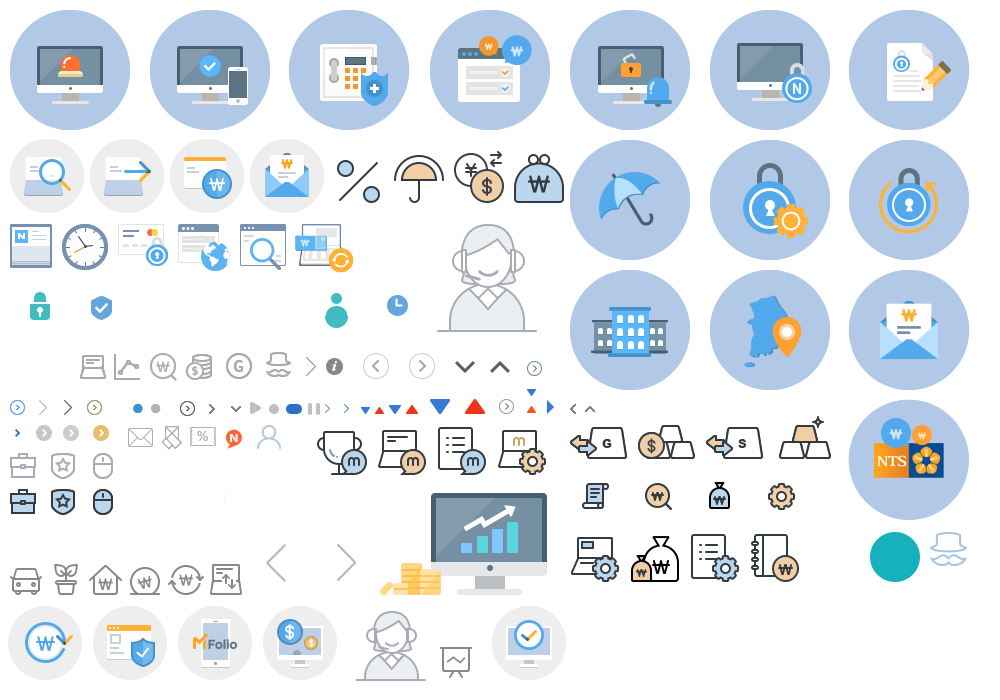 ₩ ₩
N
₩
₩
¥ $
₩
N
₩
₩
₩ $ G i
%
N
m m m m
G $ S
NTS
₩ ₩
₩
₩ ₩ ₩
₩ ₩ ₩
₩
M Folio
$ $